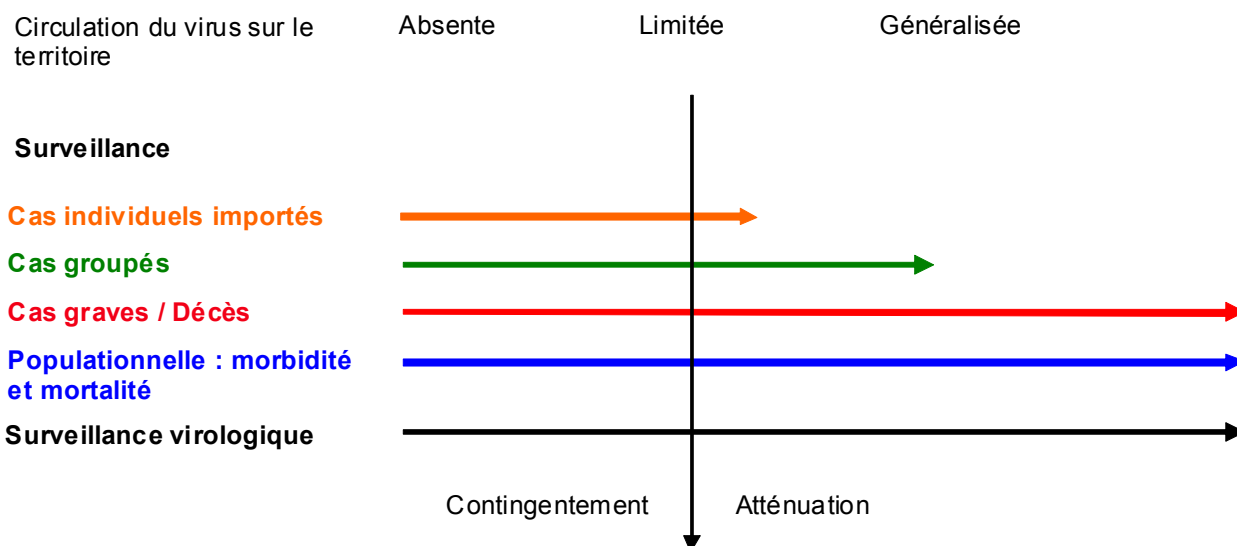 Circulation du virus sur le
territoire
Absente
Limitée
Généralisée
Surveillance
Cas individuels importés
Cas groupés
Cas graves / Décès
Populationnelle : morbidité
et mortalité
Surveillance virologique
Contingentement
Atténuation